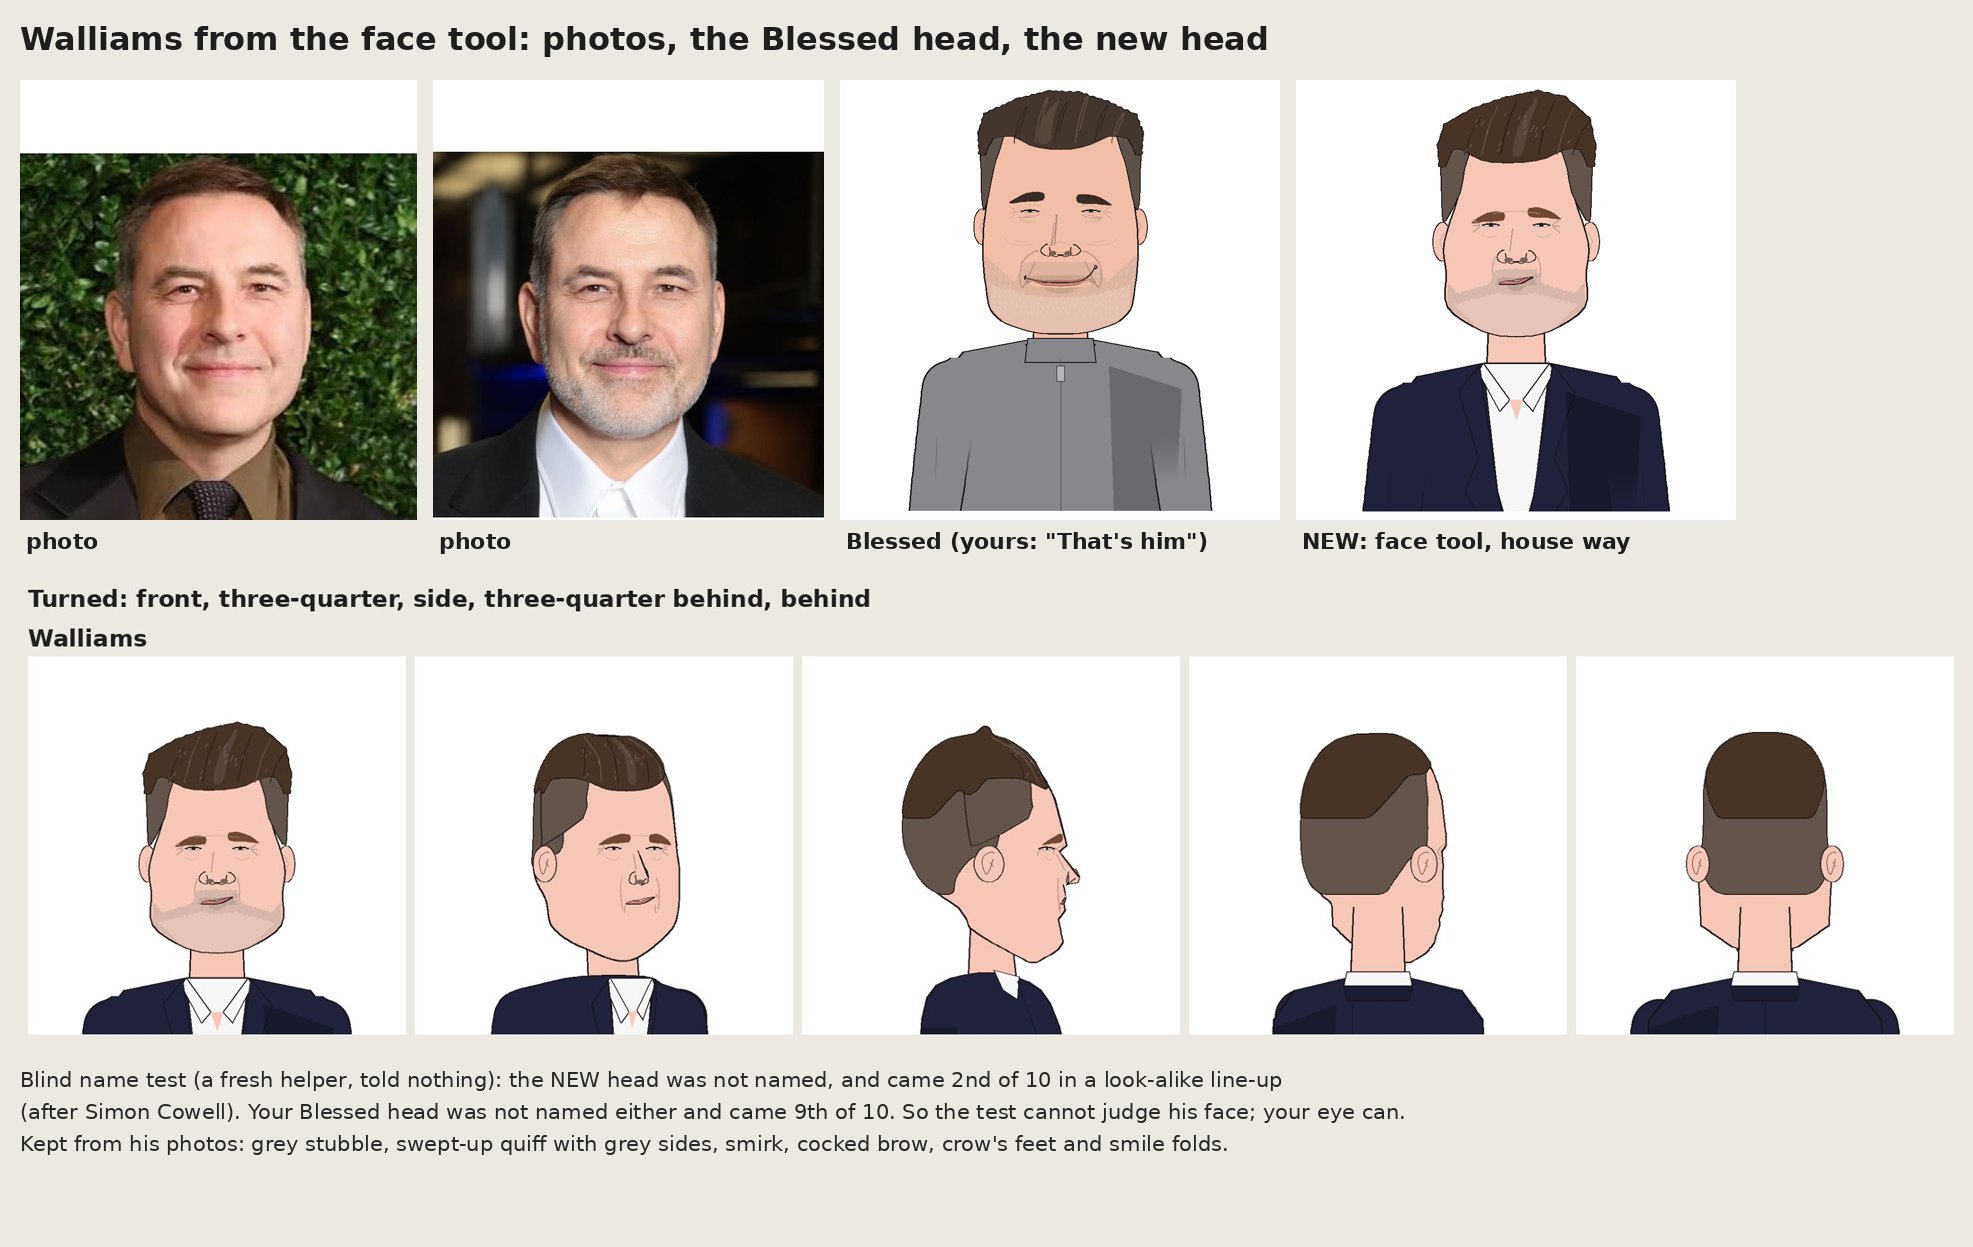 Walliams from the face tool: photos, the Blessed head, the new head
photo
photo
Blessed (yours: "That's him")
NEW: face tool, house way
Turned: front, three-quarter, side, three-quarter behind, behind
Walliams
Blind name test (a fresh helper, told nothing): the NEW head was not named, and came 2nd of 10 in a look-alike line-up
(after Simon Cowell). Your Blessed head was not named either and came 9th of 10. So the test cannot judge his face; your eye can.
Kept from his photos: grey stubble, swept-up quiff with grey sides, smirk, cocked brow, crow's feet and smile folds.